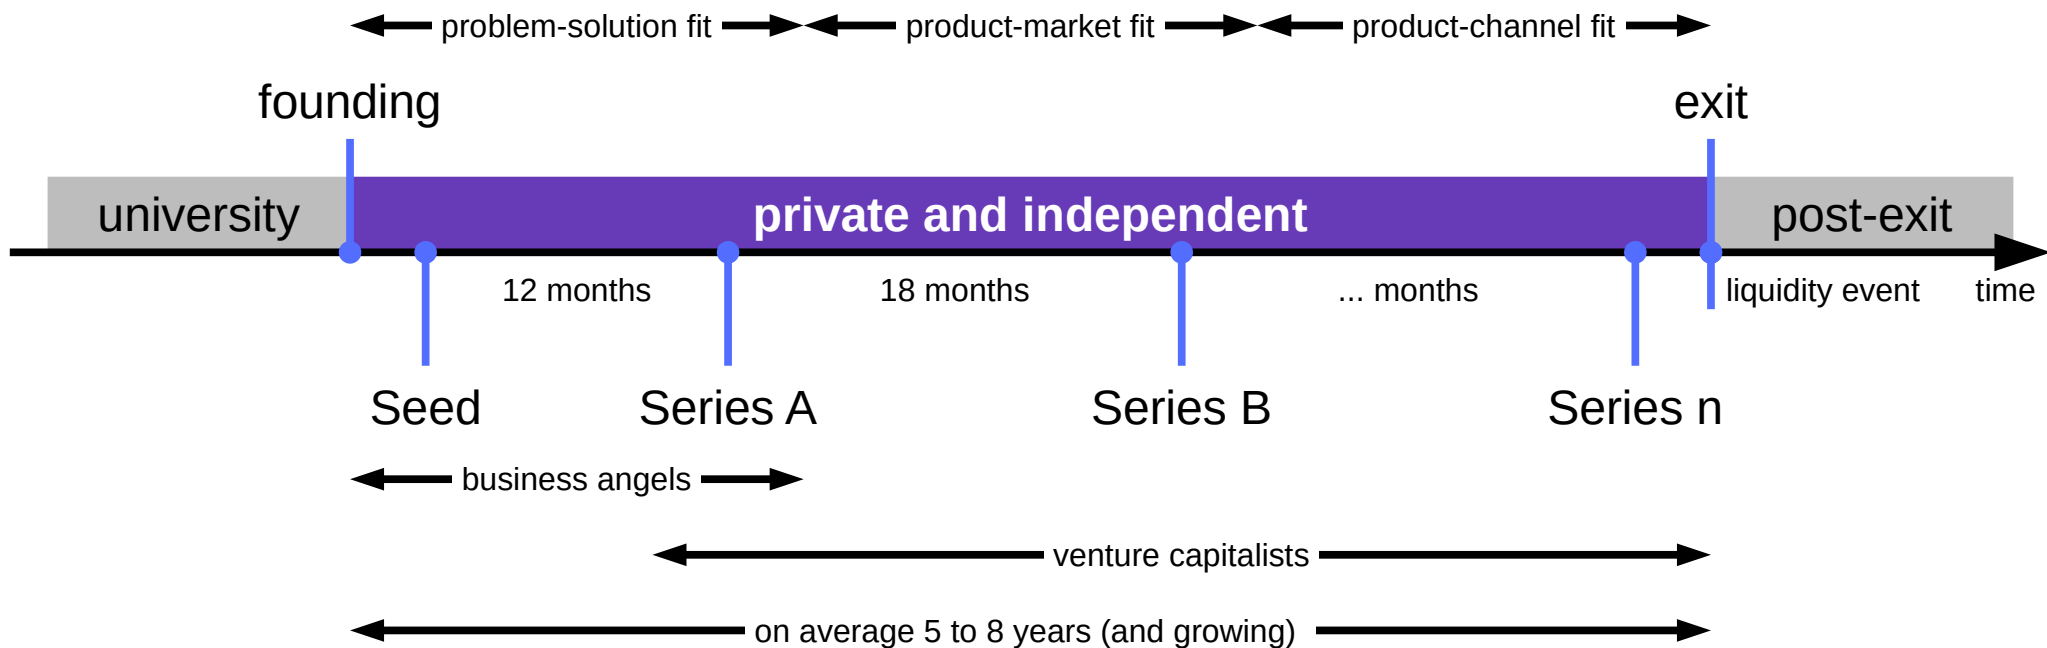 problem-solution fit
product-market fit
product-channel fit
founding
exit
university
private and independent
post-exit
12 months
18 months
... months
liquidity event
time
Seed
Series A
Series B
Series n
business angels
venture capitalists
on average 5 to 8 years (and growing)